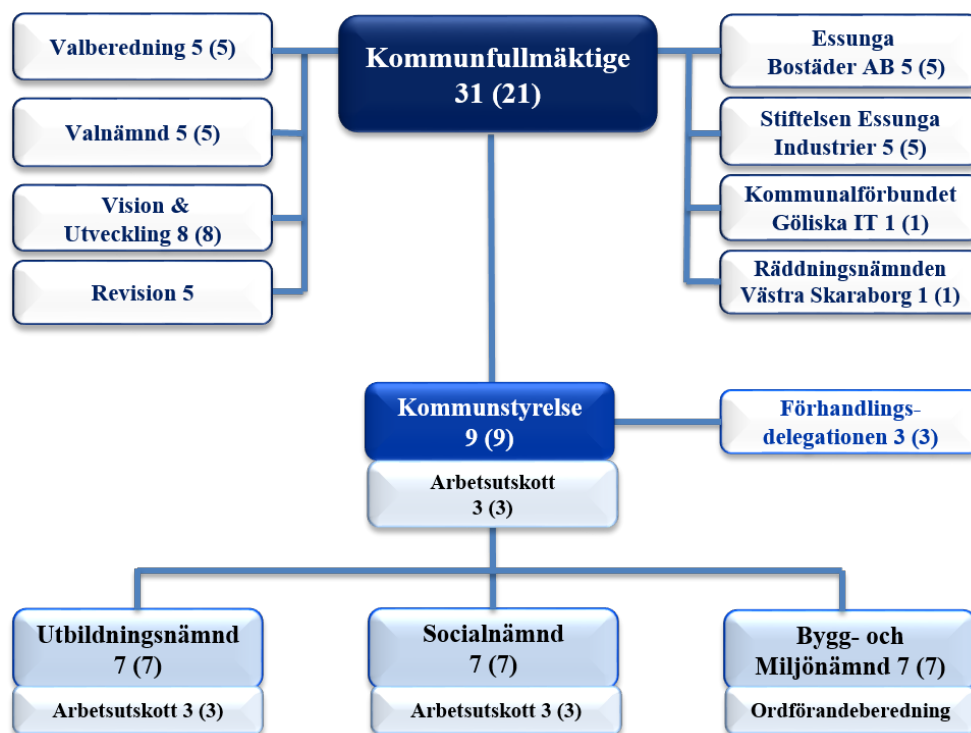 Kommunfullmäktige
31 (21)
Valberedning 5 (5)
Valnämnd 5 (5)
Vision &
Utveckling 8 (8)
Revision 5
Essunga
Bostäder AB 5 (5)
Stiftelsen Essunga
Industrier 5 (5)
Kommunalförbundet
Göliska IT 1 (1)
Räddningsnämnden
Västra Skaraborg 1 (1)
Kommunstyrelse
9 (9)
Arbetsutskott
3 (3)
Förhandlings-
delegationen 3 (3)
Utbildningsnämnd
7 (7)
Arbetsutskott 3 (3)
Socialnämnd
7 (7)
Arbetsutskott 3 (3)
Bygg- och
Miljönämnd 7 (7)
Ordförandeberedning